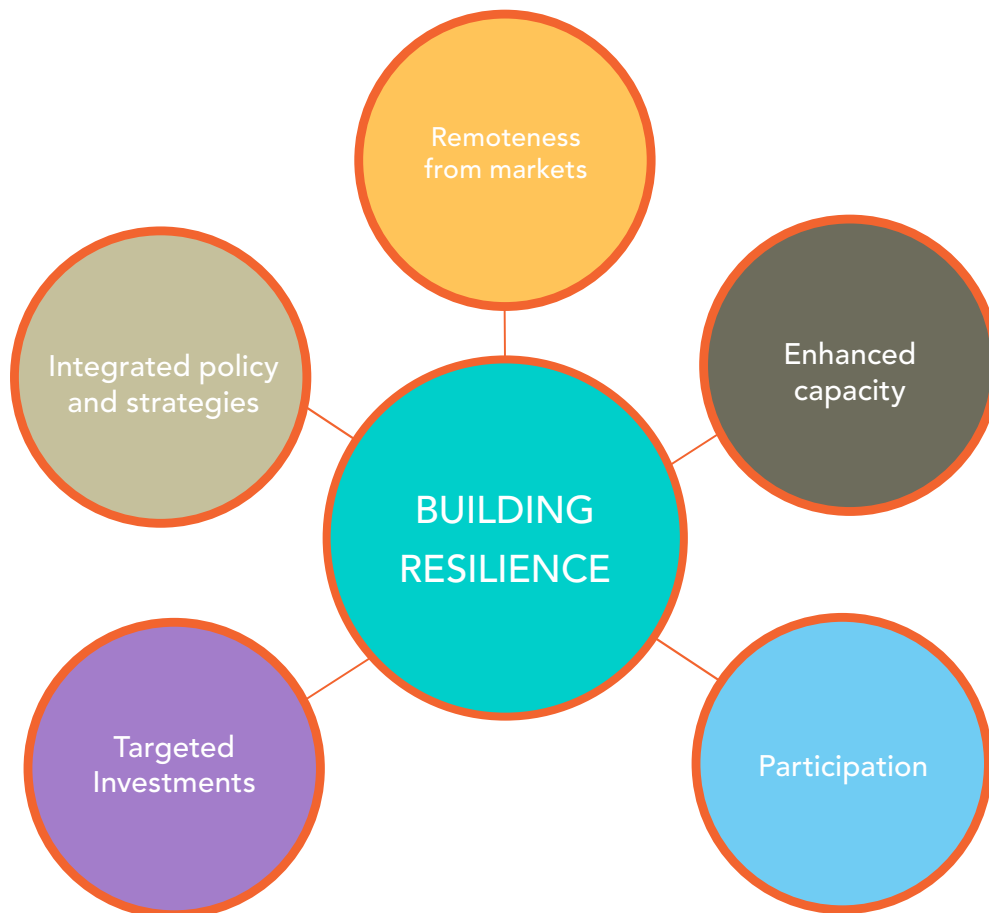 Remoteness
from markets
Integrated policy
and strategies
Enhanced
capacity
BUILDING
RESILIENCE
Targeted
Investments
Participation